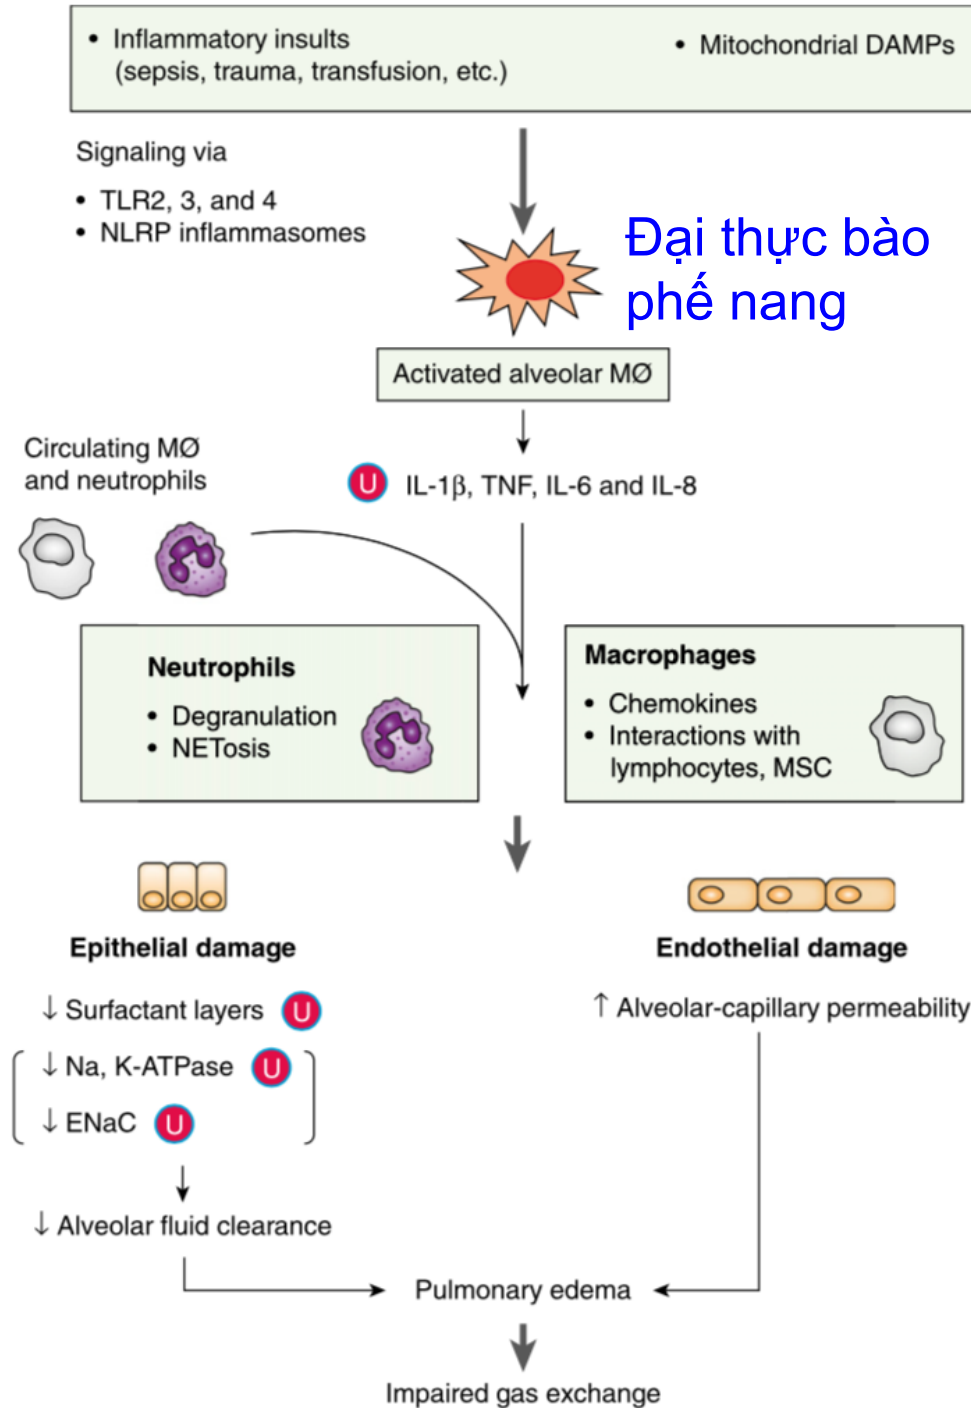 • Inflammatory insults
(sepsis, trauma, transfusion, etc.)
• Mitochondrial DAMPs
Signaling via
• TLR2, 3, and 4
• NLRP inflammasomes
Đại thực bào
phế nang
Activated alveolar MØ
Circulating MØ
and neutrophils
U IL-1β, TNF, IL-6 and IL-8
Neutrophils
• Degranulation
• NETosis
Macrophages
• Chemokines
• Interactions with
lymphocytes, MSC
Epithelial damage
↓ Surfactant layers U
↓ Na, K-ATPase U
↓ ENaC U
↓ Alveolar fluid clearance
Endothelial damage
↑ Alveolar-capillary permeability
Pulmonary edema
Impaired gas exchange